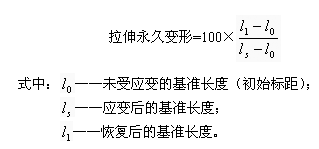 拉伸永久变形=100×(l₁−l₀)/(lₛ−l₀)
式中：l₀——未受应变的基准长度（初始标距）；
lₛ——应变后的基准长度；
l₁——恢复后的基准长度。